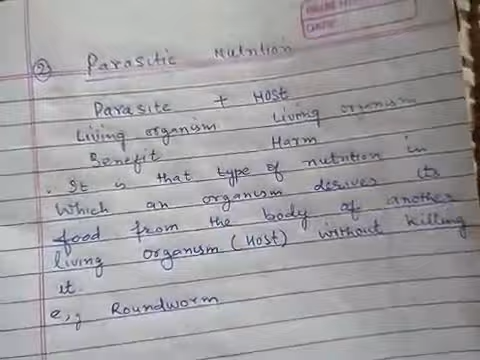 ② Parasitic Nutrition
Parasite + Host
Living organism Living organism
Benefit Harm
. It is that type of nutrition in
which an organism derives its
food from the body of another
living organism (Host) without killing
it.
e.g Roundworm